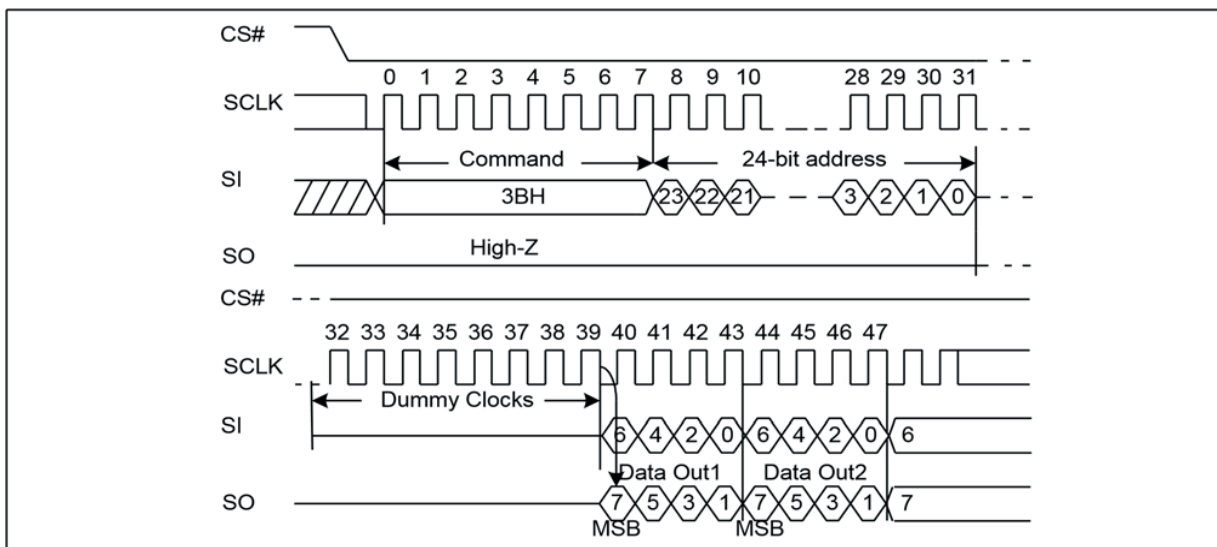 CS#
0 1 2 3 4 5 6 7 8 9 10 28 29 30 31
SCLK
Command 24-bit address
SI 3BH 23 22 21 3 2 1 0
High-Z
SO
CS#
32 33 34 35 36 37 38 39 40 41 42 43 44 45 46 47
SCLK
Dummy Clocks
SI 6 4 2 0 6 4 2 0 6
Data Out1 Data Out2
SO 7 5 3 1 7 5 3 1 7
MSB MSB